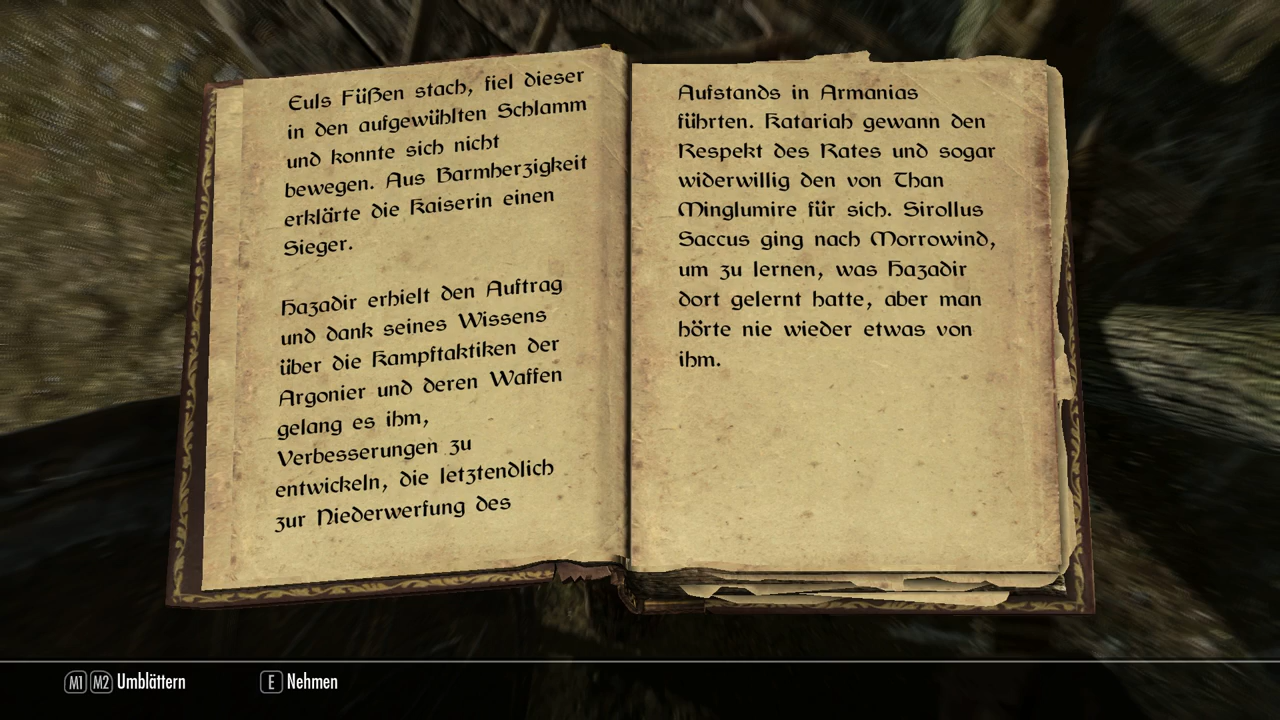 Euls Füßen stach, fiel dieser
in den aufgewühlten Schlamm
und konnte sich nicht
bewegen. Aus Barmherzigkeit
erklärte die Kaiserin einen
Sieger.
Hazadir erhielt den Auftrag
und dank seines Wissens
über die Kampftaktiken der
Argonier und deren Waffen
gelang es ihm,
Verbesserungen zu
entwickeln, die letztendlich
zur Niederwerfung des
Aufstands in Armanias
führten. Katariah gewann den
Respekt des Rates und sogar
widerwillig den von Than
Minglumire für sich. Sirollus
Saccus ging nach Morrowind,
um zu lernen, was Hazadir
dort gelernt hatte, aber man
hörte nie wieder etwas von
ihm.
M1 M2 Umblättern
E Nehmen